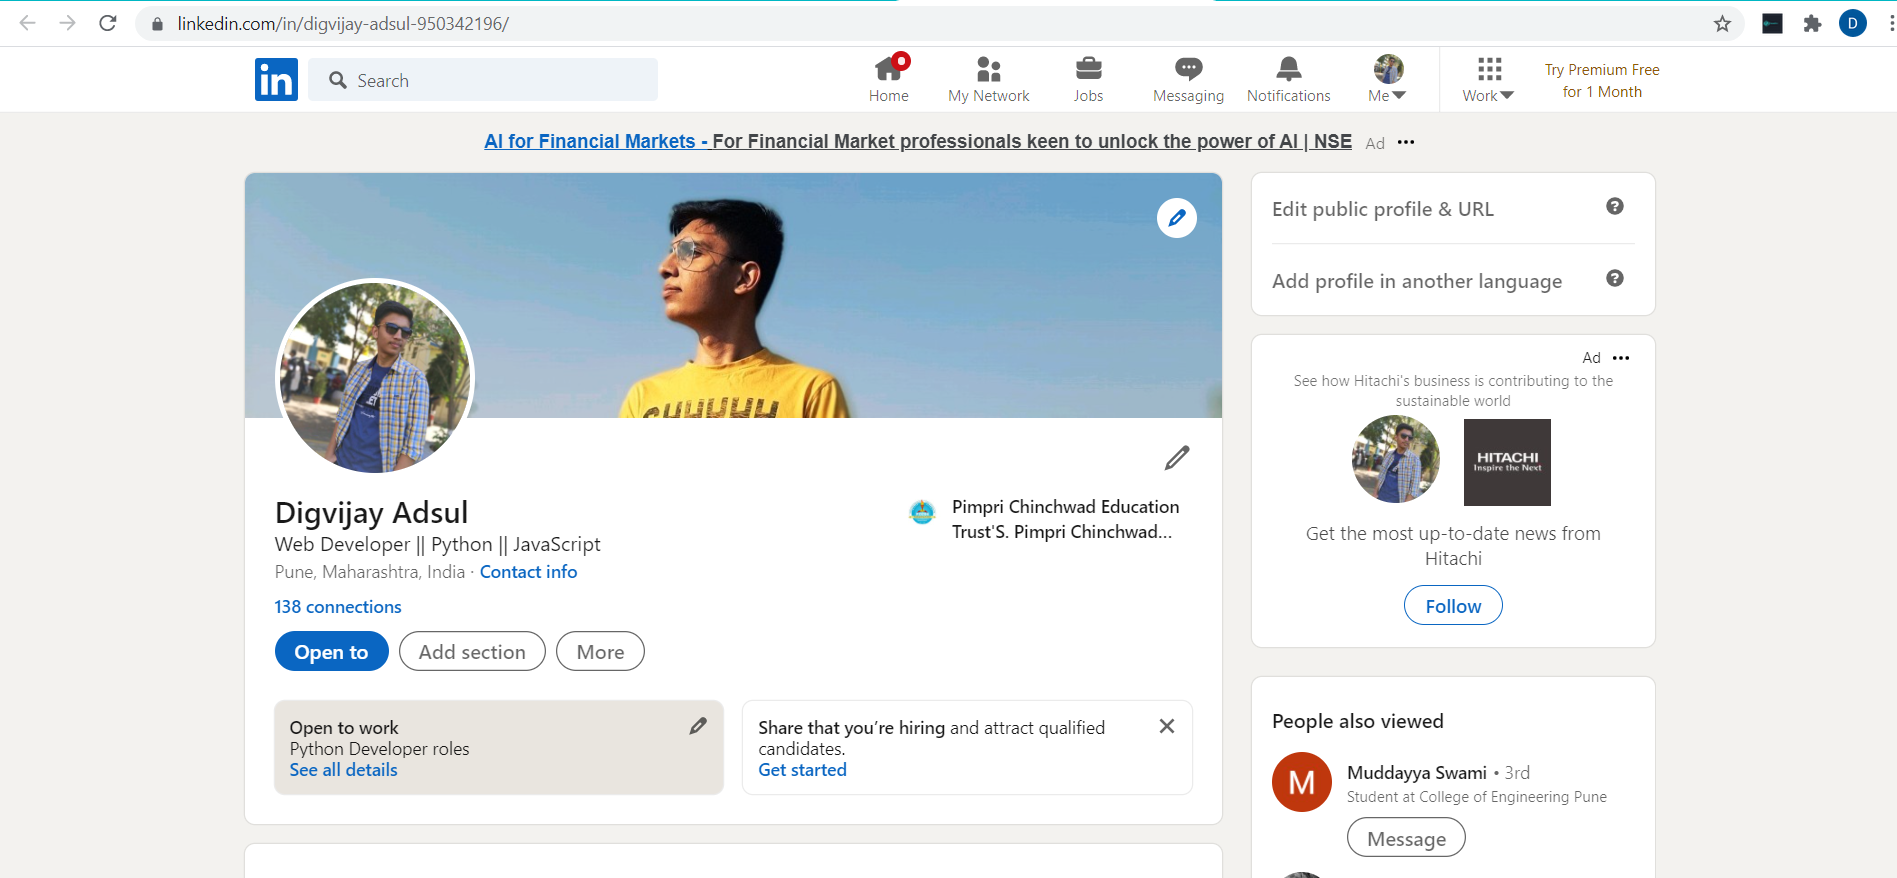 linkedin.com/in/digvijay-adsul-950342196/
D
in
Search
Home
My Network
Jobs
Messaging
Notifications
Me
Work
Try Premium Free
for 1 Month
AI for Financial Markets - For Financial Market professionals keen to unlock the power of AI | NSE
Ad
SHHHHH
Digvijay Adsul
Web Developer || Python || JavaScript
Pune, Maharashtra, India · Contact info
138 connections
Open to
Add section
More
Pimpri Chinchwad Education
Trust'S. Pimpri Chinchwad...
Open to work
Python Developer roles
See all details
Share that you’re hiring and attract qualified
candidates.
Get started
Edit public profile & URL
Add profile in another language
Ad
See how Hitachi's business is contributing to the
sustainable world
HITACHI
Inspire the Next
Get the most up-to-date news from
Hitachi
Follow
People also viewed
M
Muddayya Swami • 3rd
Student at College of Engineering Pune
Message